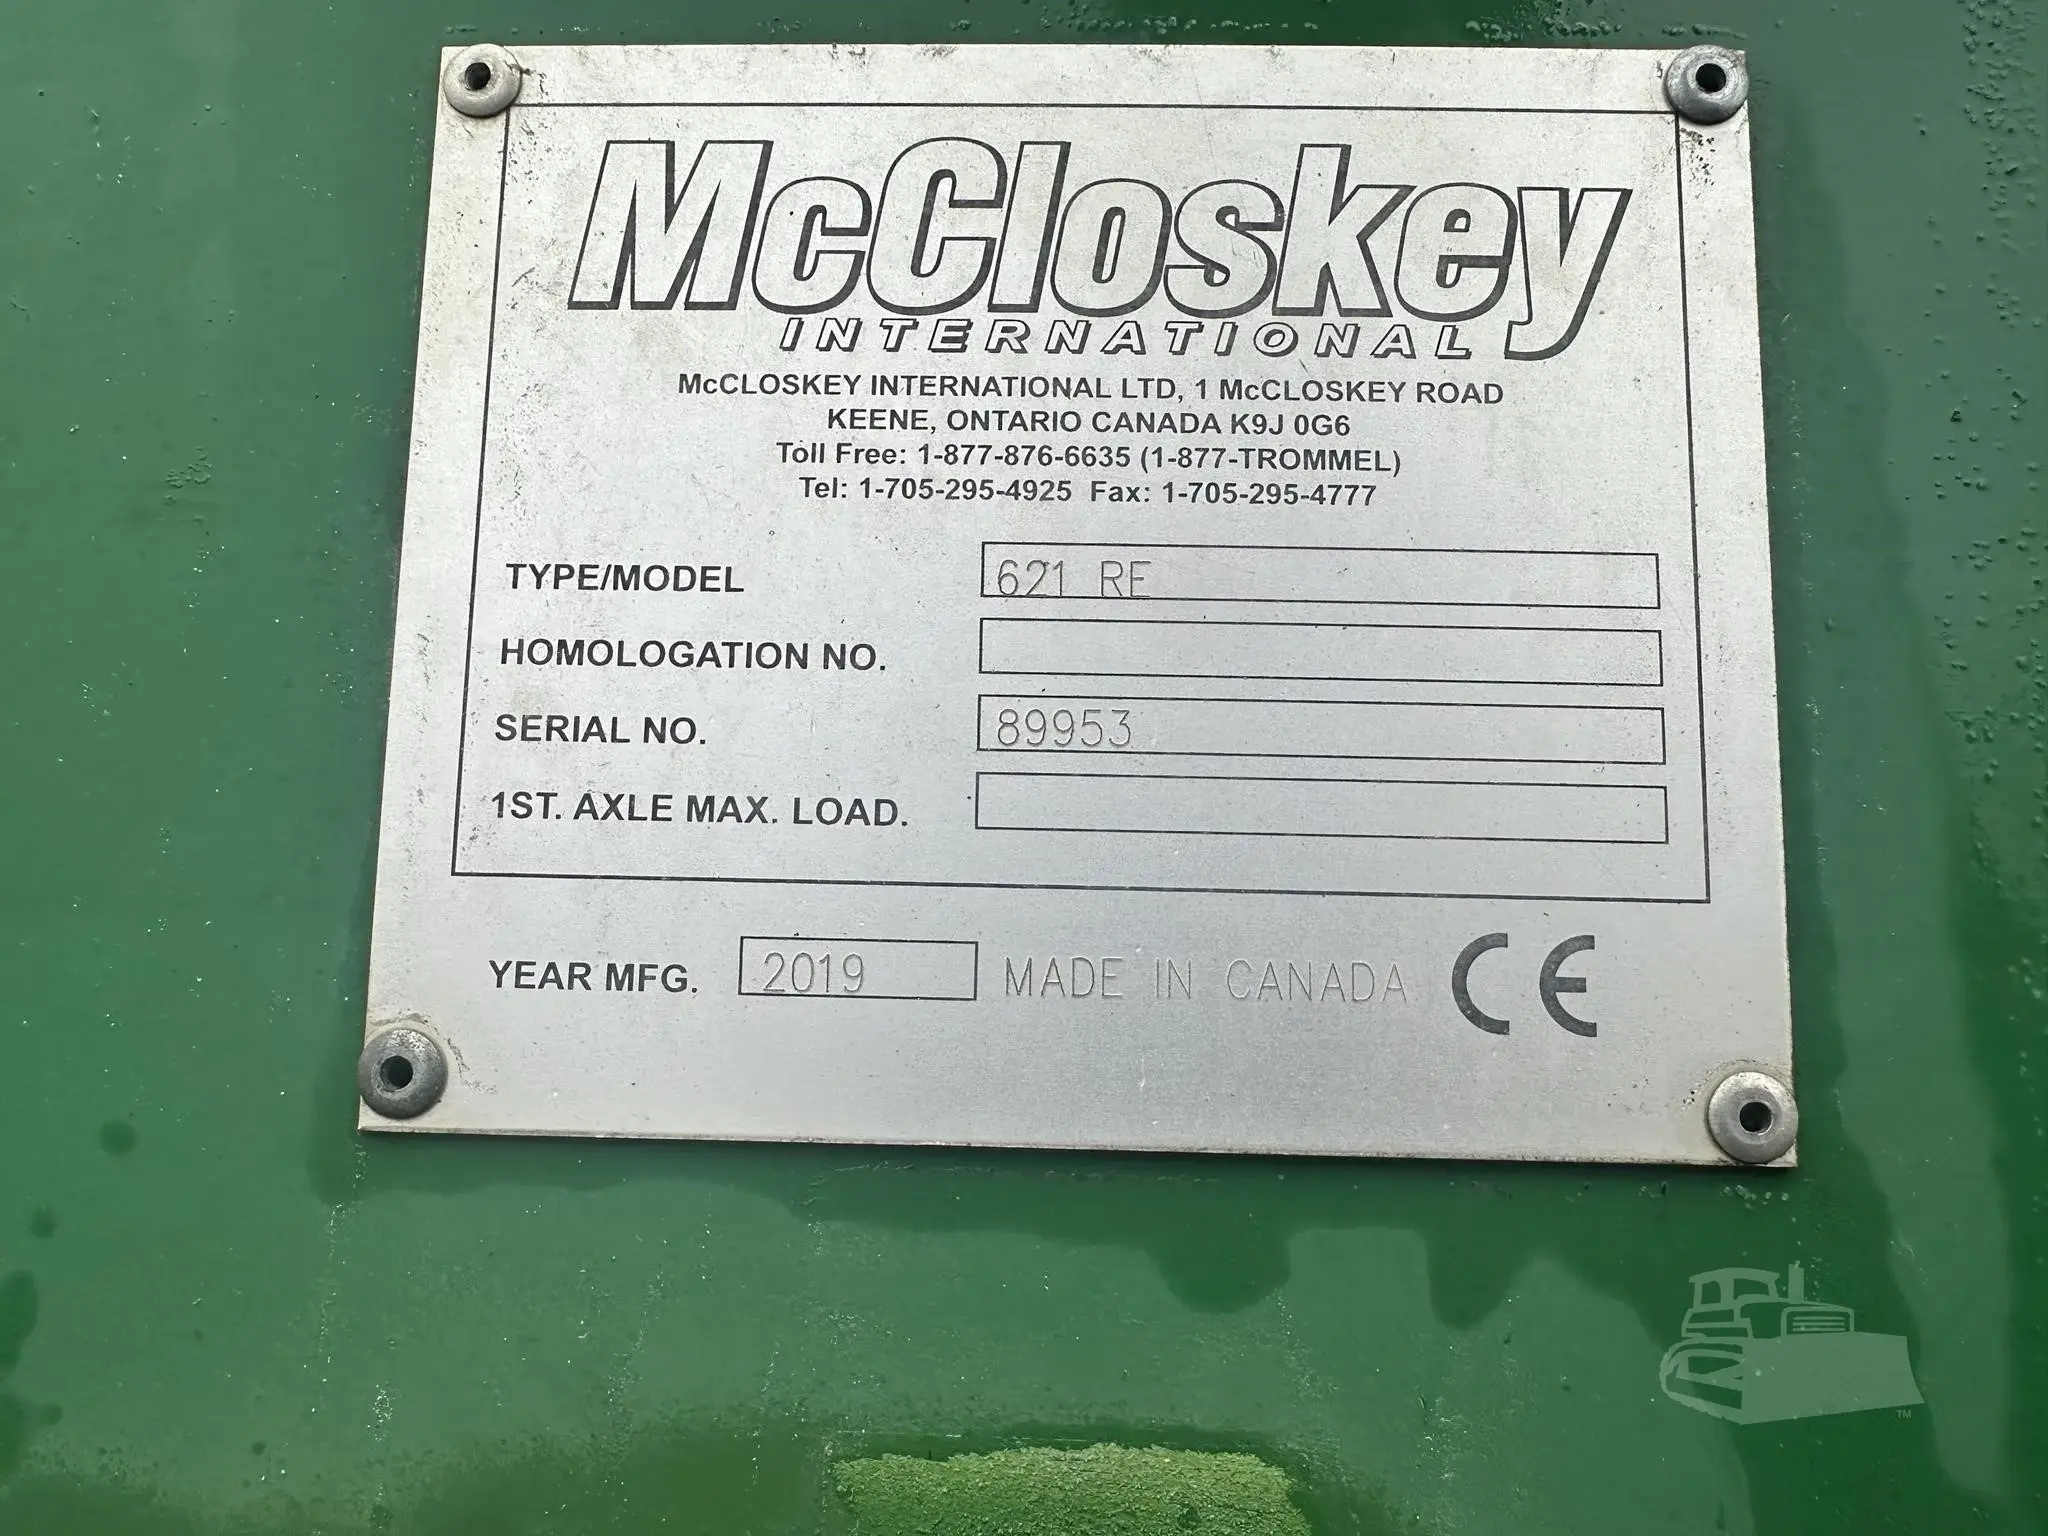 McCloskey
INTERNATIONAL
McCLOSKEY INTERNATIONAL LTD, 1 McCLOSKEY ROAD
KEENE, ONTARIO CANADA K9J 0G6
Toll Free: 1-877-876-6635 (1-877-TROMMEL)
Tel: 1-705-295-4925 Fax: 1-705-295-4777
TYPE/MODEL 621 RE
HOMOLOGATION NO.
SERIAL NO. 89953
1ST. AXLE MAX. LOAD.
YEAR MFG. 2019 MADE IN CANADA CE
TM